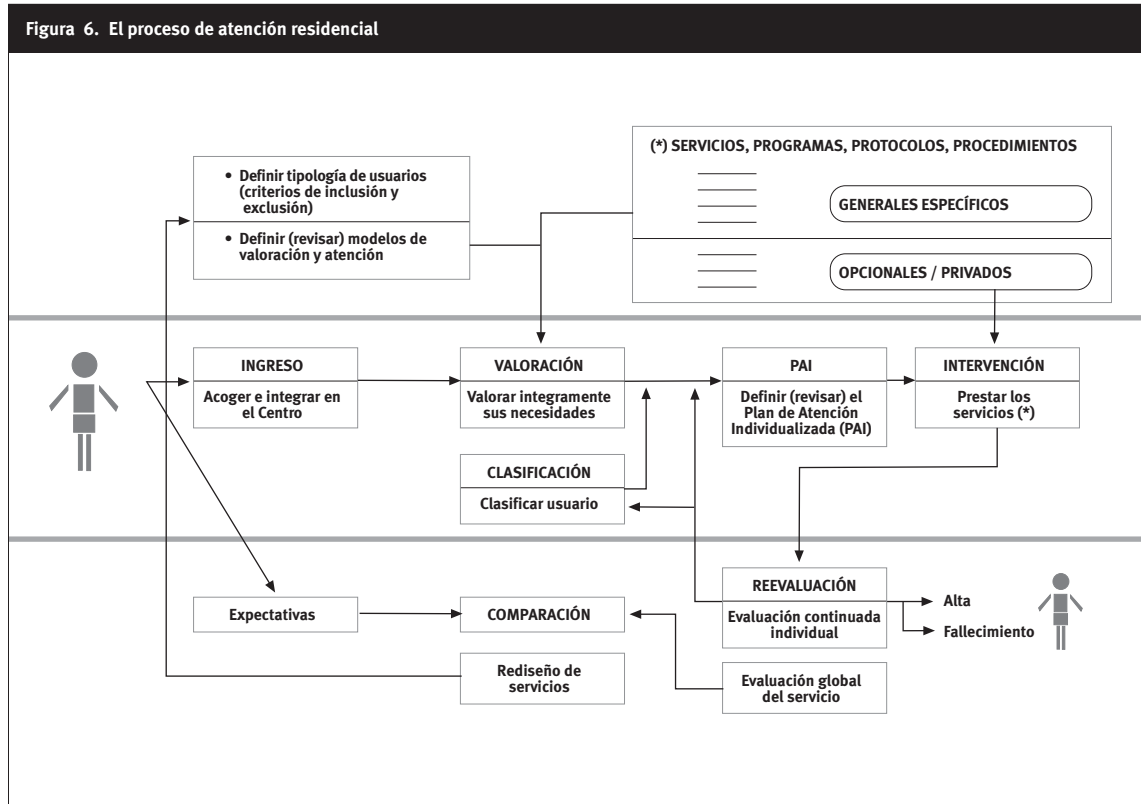 Figura 6. El proceso de atención residencial
• Definir tipología de usuarios
(criterios de inclusión y
exclusión)
• Definir (revisar) modelos de
valoración y atención
(*) SERVICIOS, PROGRAMAS, PROTOCOLOS, PROCEDIMIENTOS
GENERALES ESPECÍFICOS
OPCIONALES / PRIVADOS
INGRESO
Acoger e integrar en
el Centro
VALORACIÓN
Valorar integramente
sus necesidades
PAI
Definir (revisar) el
Plan de Atención
Individualizada (PAI)
INTERVENCIÓN
Prestar los
servicios (*)
CLASIFICACIÓN
Clasificar usuario
Expectativas
COMPARACIÓN
REEVALUACIÓN
Evaluación continuada
individual
Alta
Fallecimiento
Rediseño de
servicios
Evaluación global
del servicio